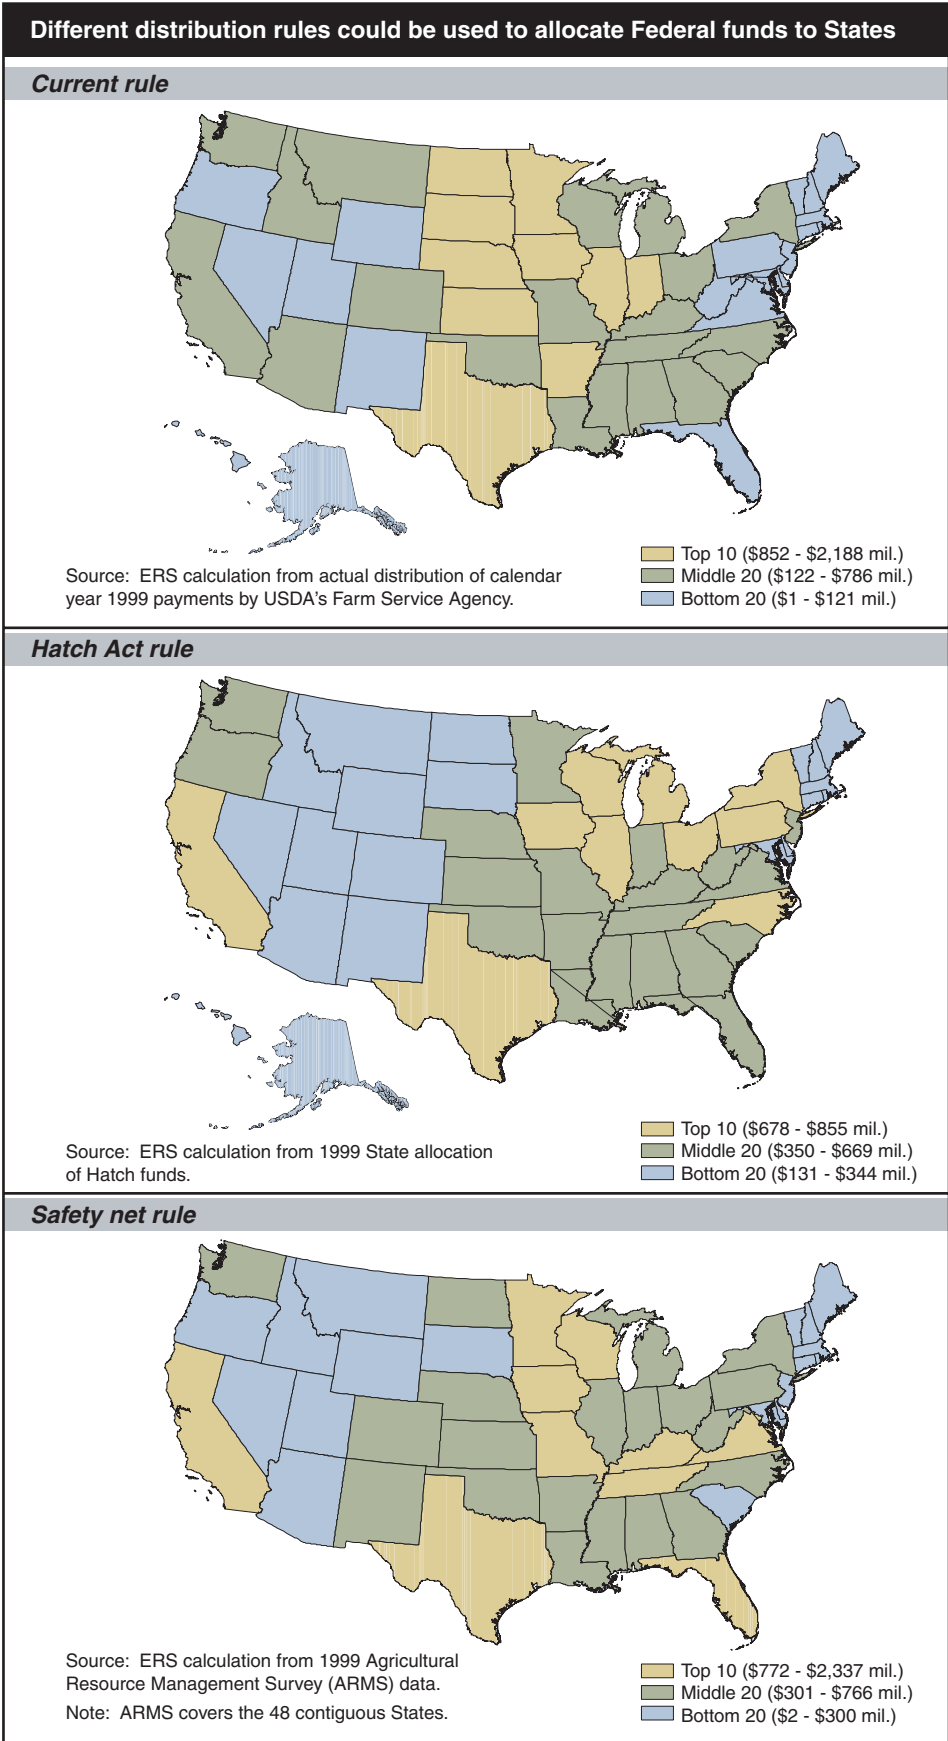 Different distribution rules could be used to allocate Federal funds to States
Current rule
Top 10 ($852 - $2,188 mil.)
Middle 20 ($122 - $786 mil.)
Bottom 20 ($1 - $121 mil.)
Source: ERS calculation from actual distribution of calendar
year 1999 payments by USDA's Farm Service Agency.
Hatch Act rule
Top 10 ($678 - $855 mil.)
Middle 20 ($350 - $669 mil.)
Bottom 20 ($131 - $344 mil.)
Source: ERS calculation from 1999 State allocation
of Hatch funds.
Safety net rule
Source: ERS calculation from 1999 Agricultural
Resource Management Survey (ARMS) data.
Note: ARMS covers the 48 contiguous States.
Top 10 ($772 - $2,337 mil.)
Middle 20 ($301 - $766 mil.)
Bottom 20 ($2 - $300 mil.)